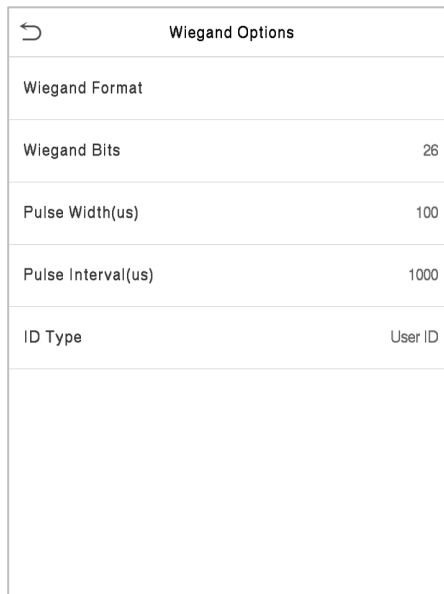 Wiegand Options
Wiegand Format
Wiegand Bits 26
Pulse Width(us) 100
Pulse Interval(us) 1000
ID Type User ID